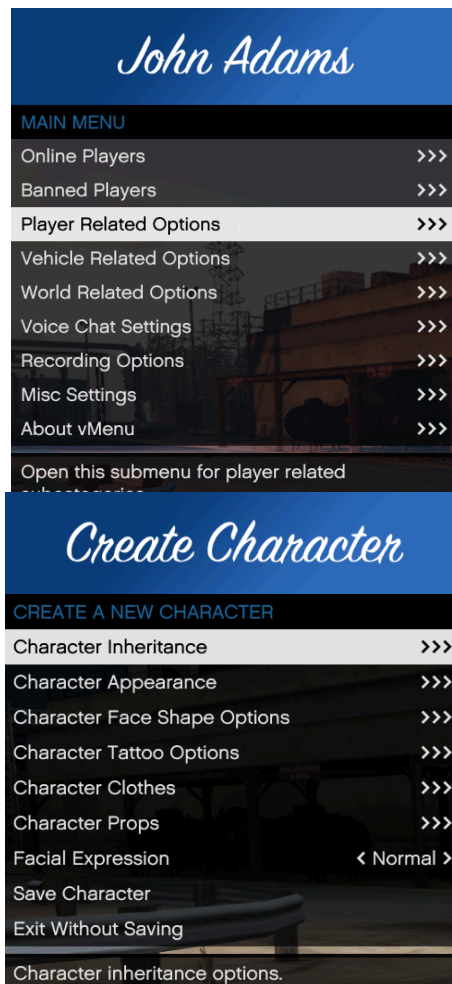 John Adams
MAIN MENU
Online Players >>>
Banned Players >>>
Player Related Options >>>
Vehicle Related Options >>>
World Related Options >>>
Voice Chat Settings >>>
Recording Options >>>
Misc Settings >>>
About vMenu >>>
Open this submenu for player related
Create Character
CREATE A NEW CHARACTER
Character Inheritance >>>
Character Appearance >>>
Character Face Shape Options >>>
Character Tattoo Options >>>
Character Clothes >>>
Character Props >>>
Facial Expression < Normal >
Save Character
Exit Without Saving
Character inheritance options.